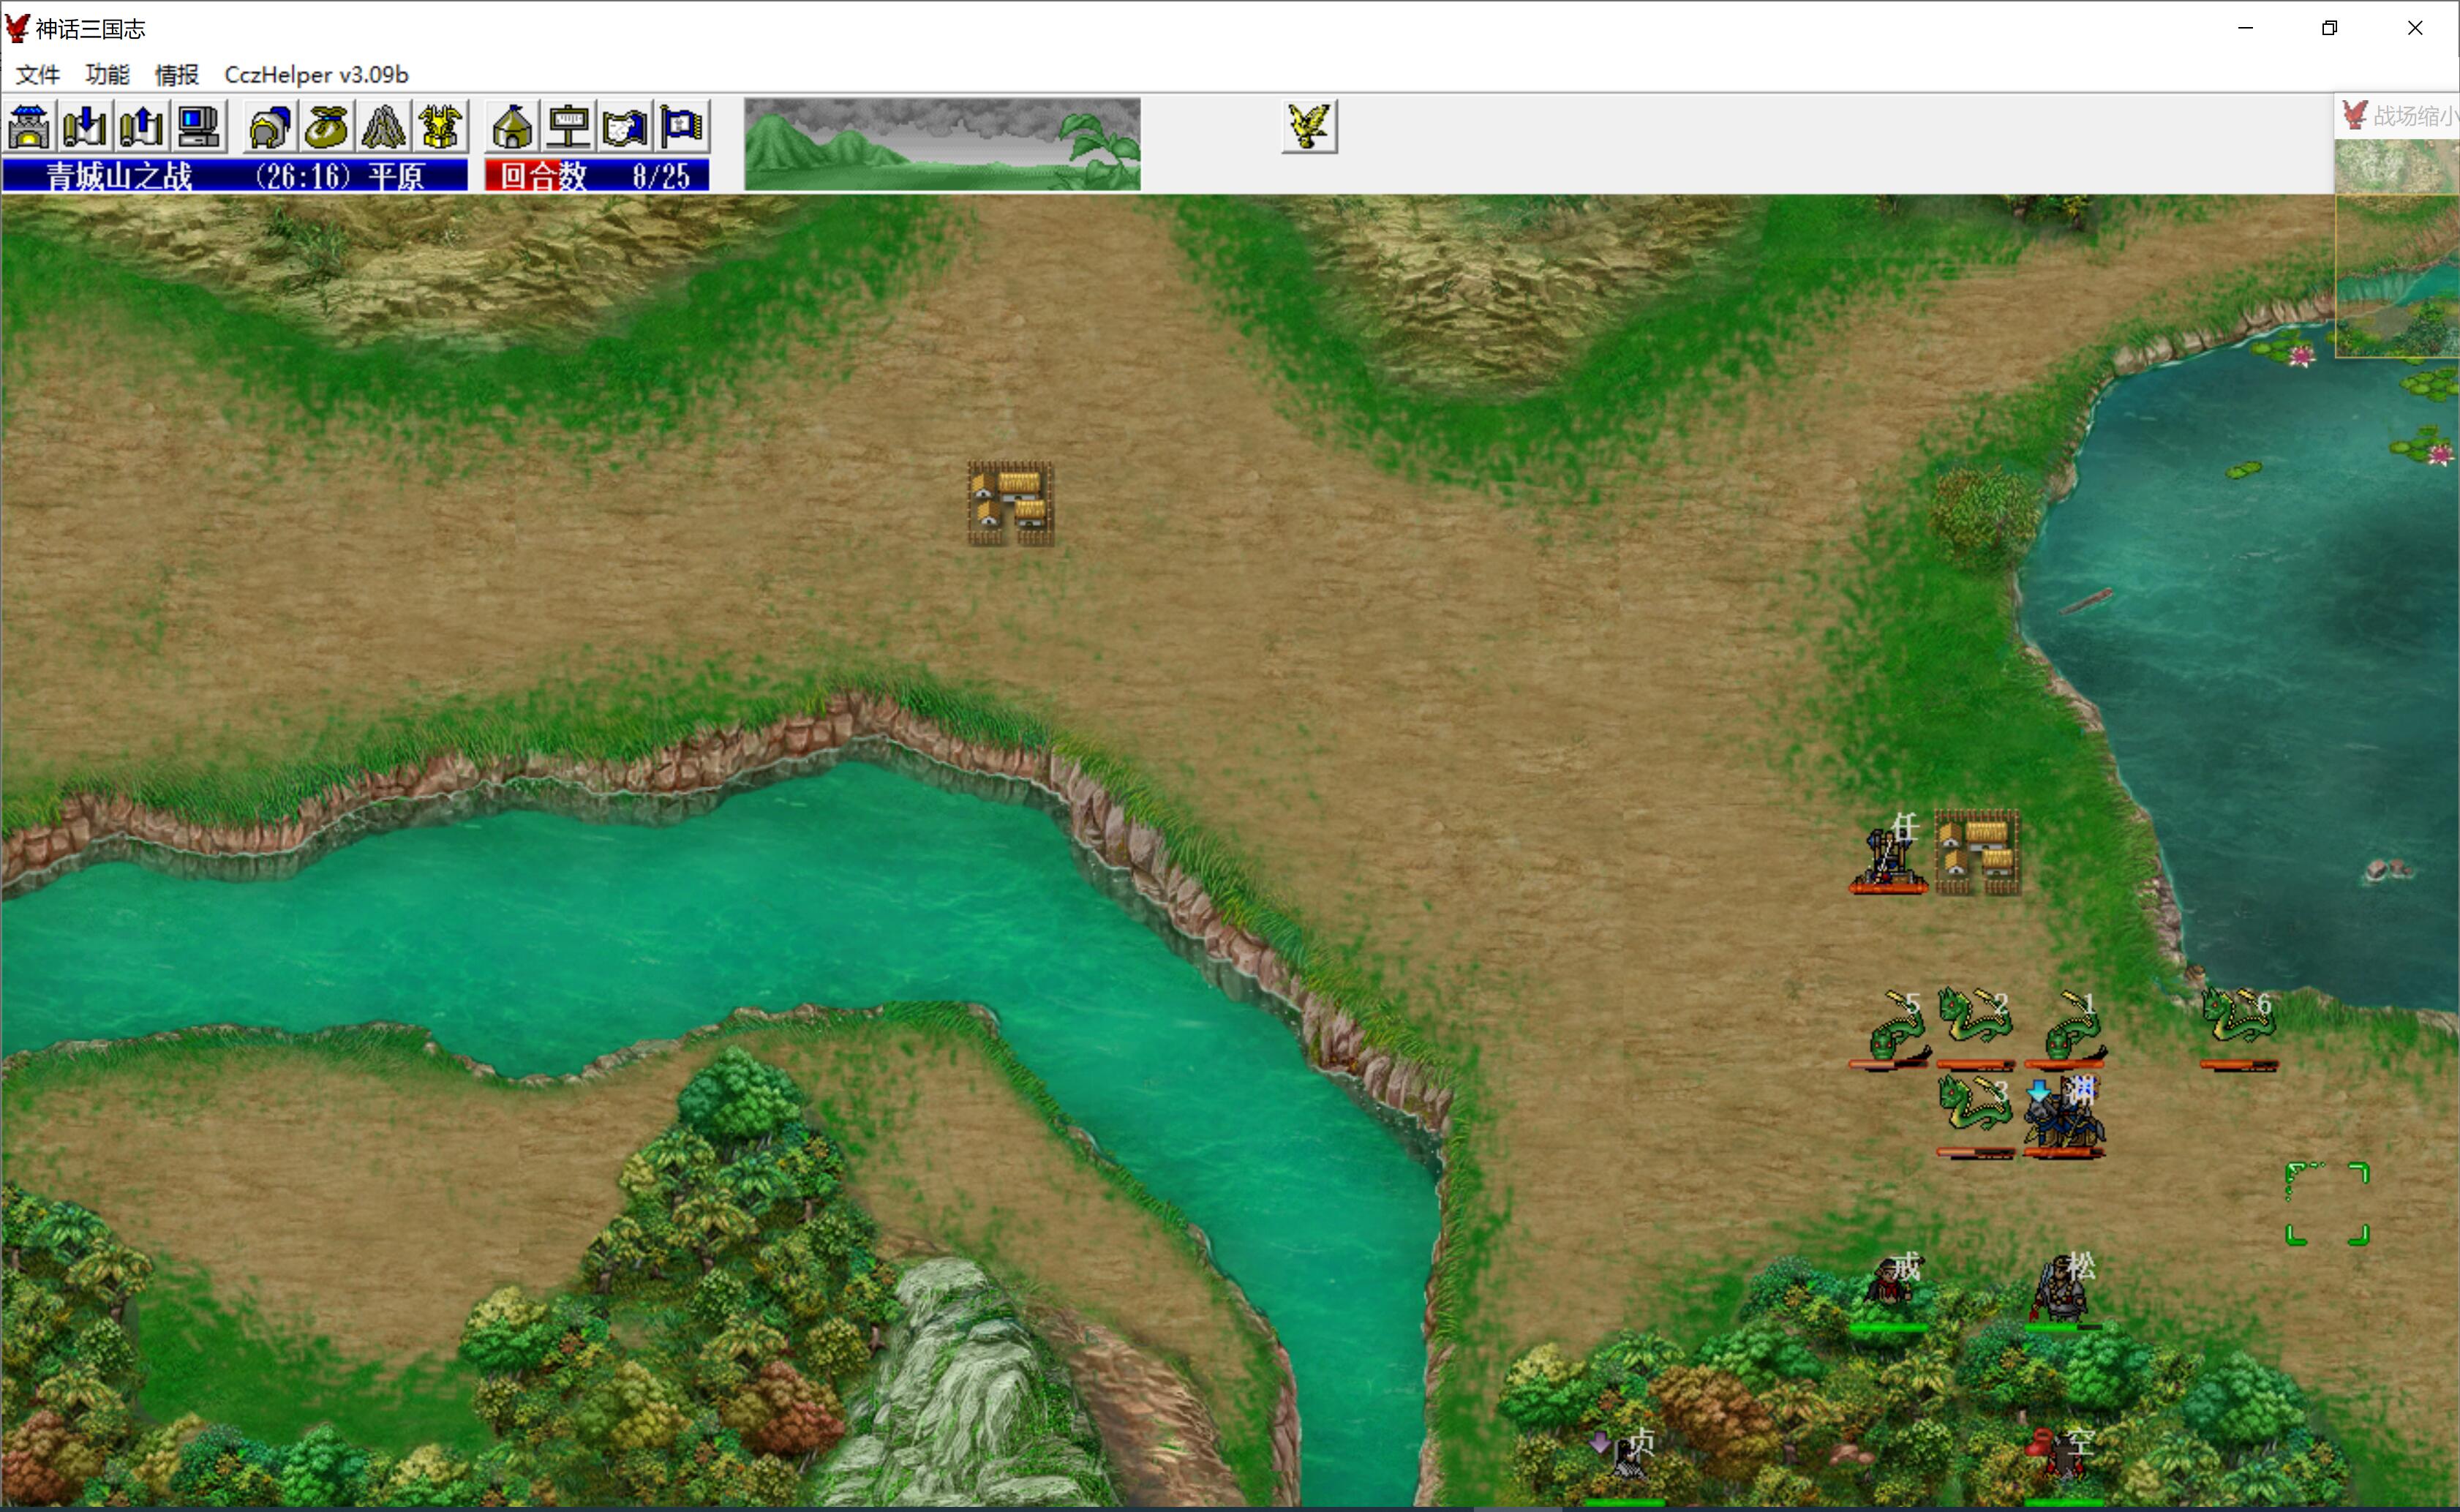 神话三国志
文件 功能 情报 CczHelper v3.09b
战场缩小
青城山之战 (26:16) 平原 回合数 8/25
任
5 2 1 6
3 渊
戒 松
贞 空